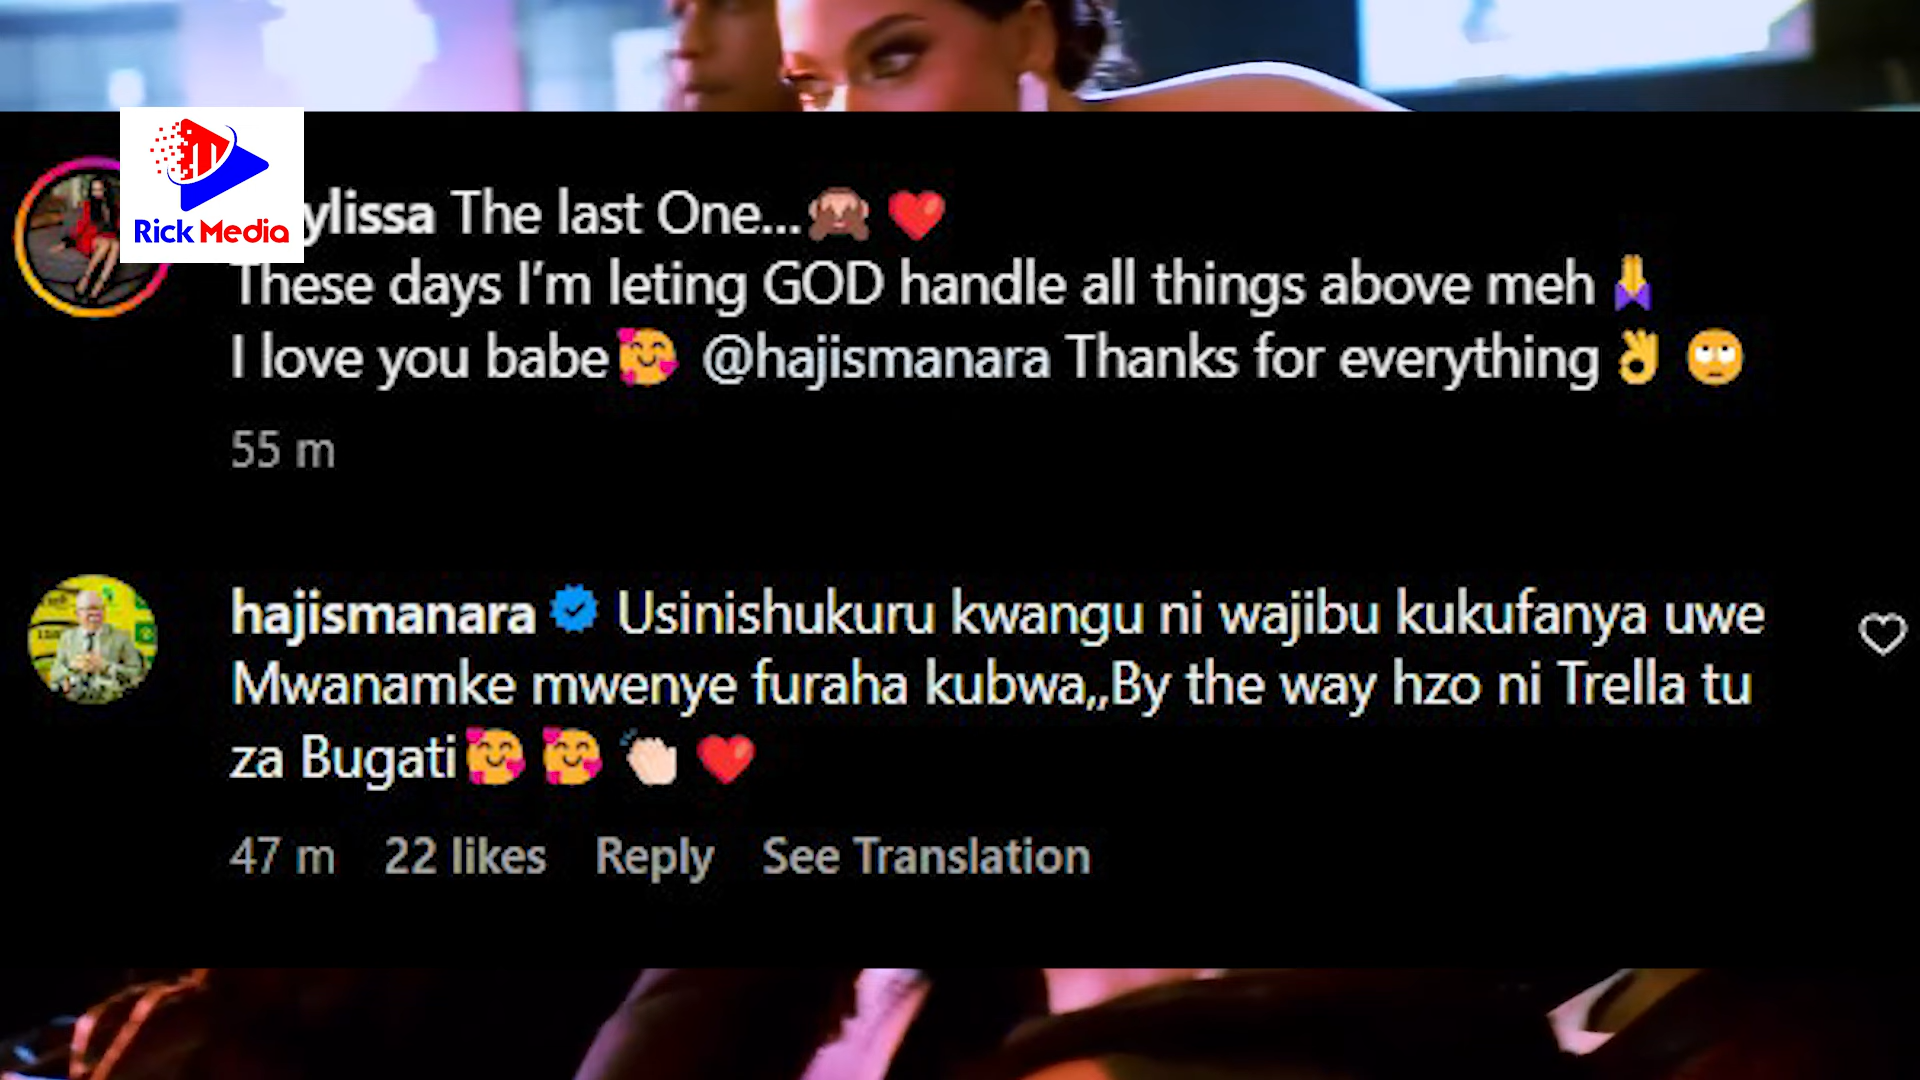 Rick Media
ylissa The last One...🙈 ❤️
These days I'm leting GOD handle all things above meh🙏
I love you babe🥰 @hajismanara Thanks for everything👌 🙄
55 m
hajismanara Usinishukuru kwangu ni wajibu kukufanya uwe
Mwanamke mwenye furaha kubwa,,By the way hzo ni Trella tu
za Bugati🥰 🥰 👏🏻 ❤️
47 m 22 likes Reply See Translation